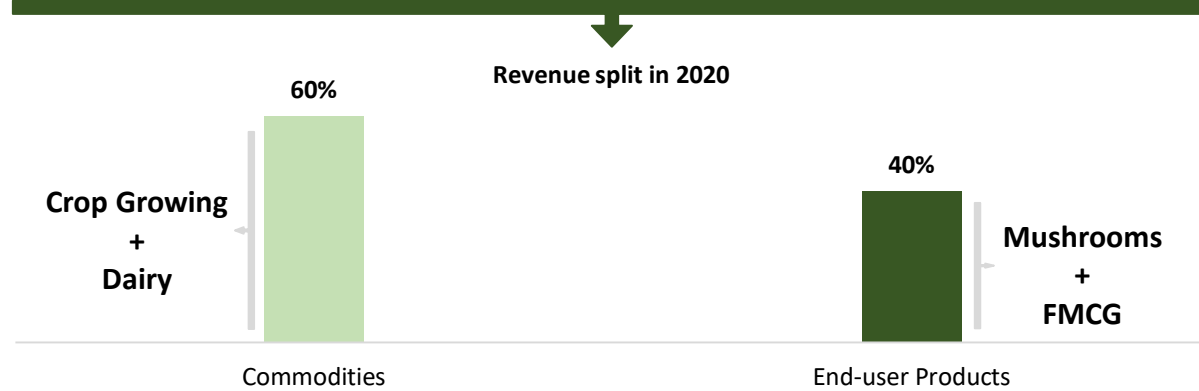 Revenue split in 2020
60%
Crop Growing
+
Dairy
40%
Mushrooms
+
FMCG
Commodities
End-user Products